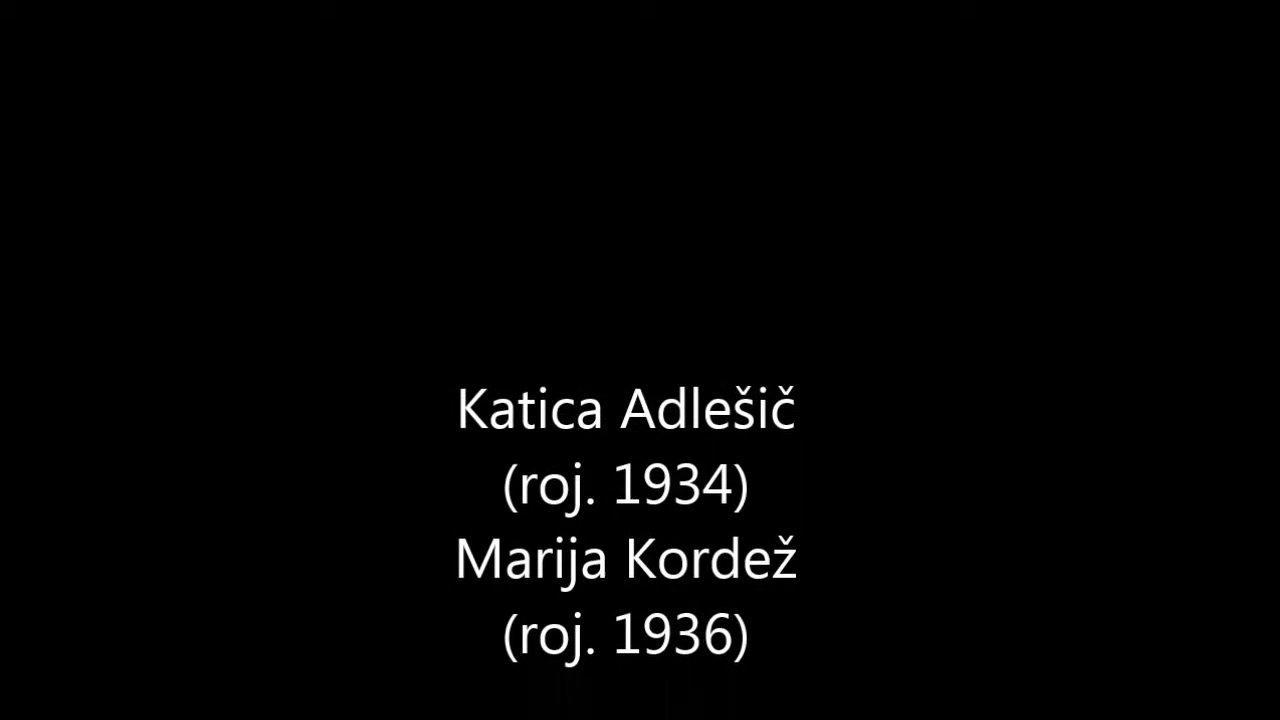 Katica Adlešič
(roj. 1934)
Marija Kordež
(roj. 1936)